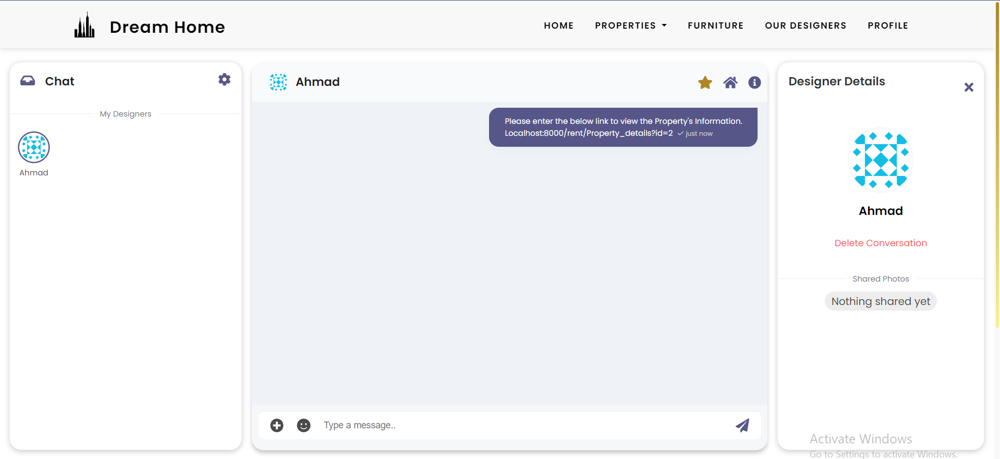 Dream Home
HOME
PROPERTIES
FURNITURE
OUR DESIGNERS
PROFILE
Chat
My Designers
Ahmad
Ahmad
Please enter the below link to view the Property's Information.
Localhost:8000/rent/Property_details?id=2 just now
Type a message..
Designer Details
Ahmad
Delete Conversation
Shared Photos
Nothing shared yet
Activate Windows
Go to Settings to activate Windows.